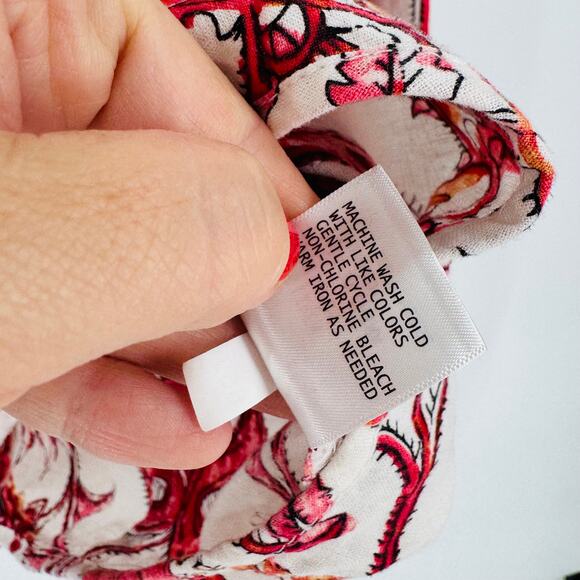 MACHINE WASH COLD
WITH LIKE COLORS
GENTLE CYCLE
NON-CHLORINE BLEACH
WARM IRON AS NEEDED